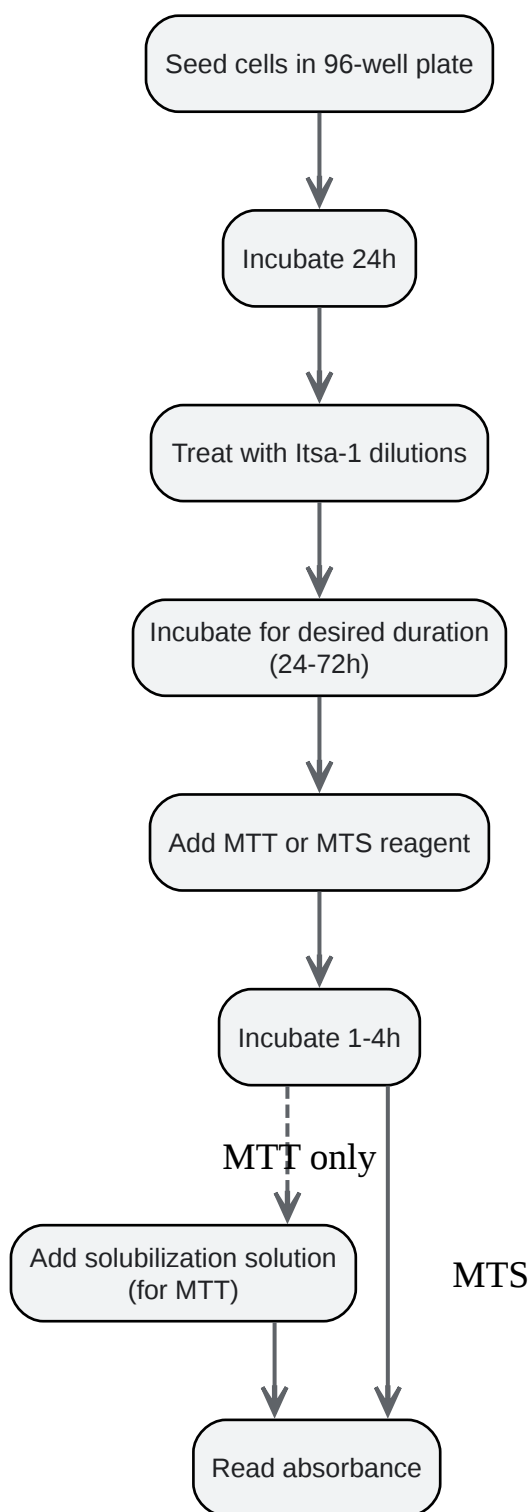 Seed cells in 96-well plate
Incubate 24h
Treat with Itsa-1 dilutions
Incubate for desired duration
(24-72h)
Add MTT or MTS reagent
Incubate 1-4h
MTT only
Add solubilization solution
(for MTT)
MTS
Read absorbance